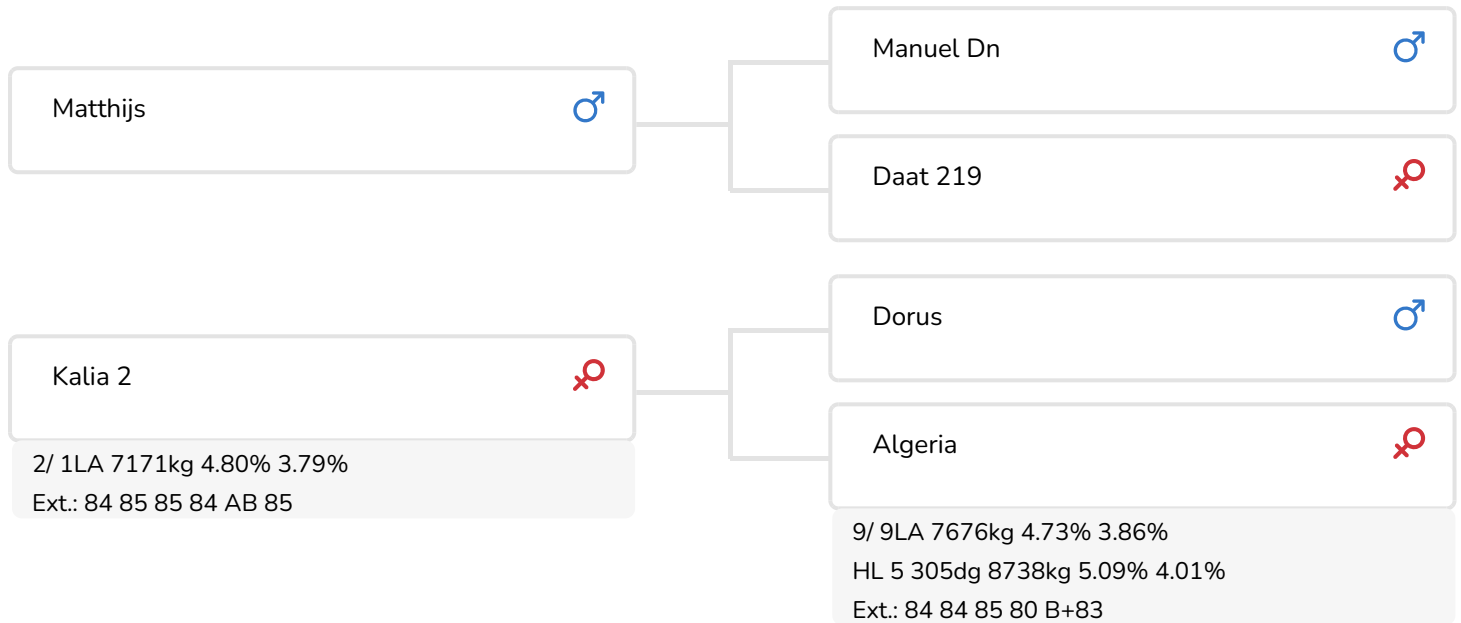 Manuel Dn
Matthijs
Daat 219
Dorus
Kalia 2
Algeria
2/ 1LA 7171kg 4.80% 3.79%
Ext.: 84 85 85 84 AB 85
9/ 9LA 7676kg 4.73% 3.86%
HL 5 305dg 8738kg 5.09% 4.01%
Ext.: 84 84 85 80 B+83